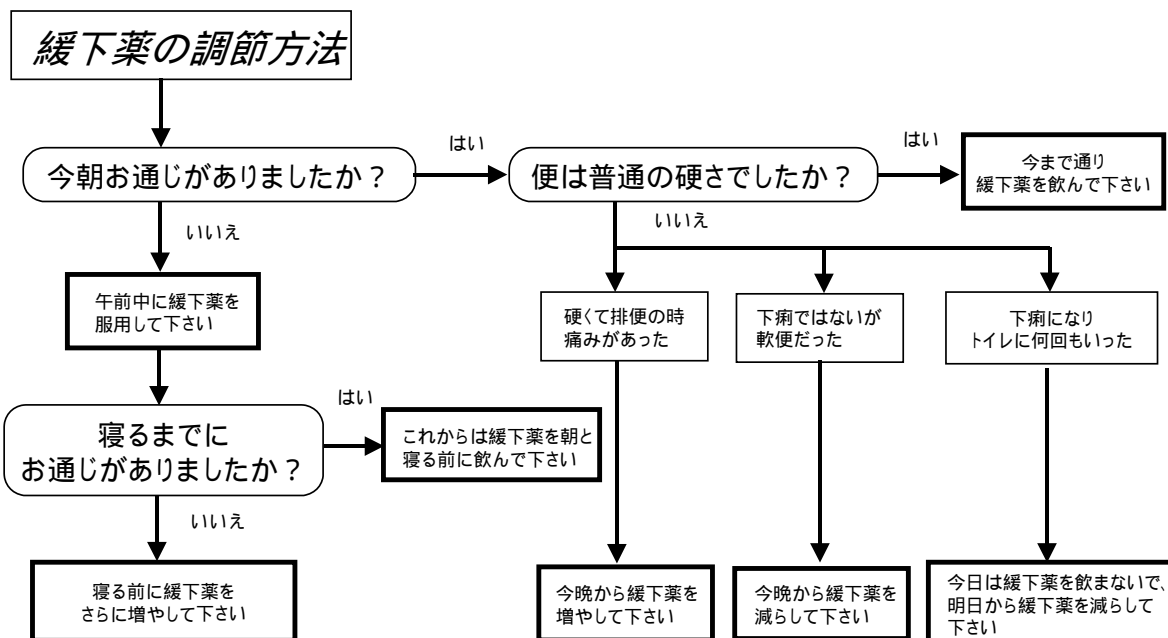 緩下薬の調節方法
今朝お通じがありましたか?
はい
便は普通の硬さでしたか?
はい
今まで通り
緩下薬を飲んで下さい
いいえ
いいえ
午前中に緩下薬を
服用して下さい
硬くて排便の時
痛みがあった
下痢ではないが
軟便だった
下痢になり
トイレに何回もいった
寝るまでに
お通じがありましたか?
はい
これからは緩下薬を朝と
寝る前に飲んで下さい
いいえ
寝る前に緩下薬を
さらに増やして下さい
今晩から緩下薬を
増やして下さい
今晩から緩下薬を
減らして下さい
今日は緩下薬を飲まないで、
明日から緩下薬を減らして
下さい